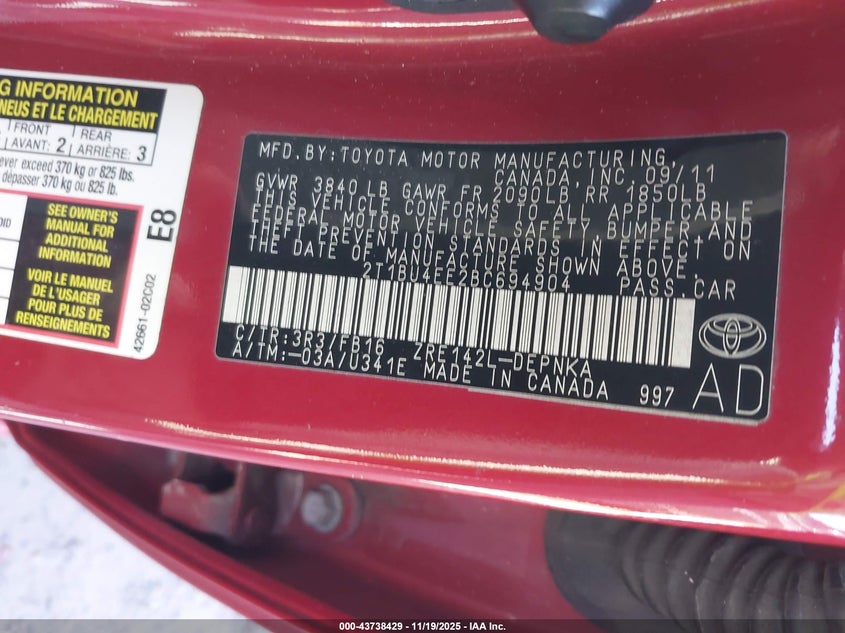 G INFORMATION
NEUS ET LE CHARGEMENT
FRONT REAR
AVANT: 2 ARRIÈRE: 3
ever exceed 370 kg or 825 lbs.
dépasser 370 kg ou 825 lb.
SEE OWNER'S
MANUAL FOR
ADDITIONAL
INFORMATION
VOIR LE MANUEL
DE L'USAGER
POUR PLUS DE
RENSEIGNEMENTS
E8
42661-02C02
MFD.BY:TOYOTA MOTOR MANUFACTURING,
CANADA, INC. 09/11
GVWR 3840 LB GAWR FR 2090LB RR 1850LB
THIS VEHICLE CONFORMS TO ALL APPLICABLE
FEDERAL MOTOR VEHICLE SAFETY BUMPER AND
THEFT PREVENTION STANDARDS IN EFFECT ON
THE DATE OF MANUFACTURE SHOWN ABOVE.
2T1BU4EE2BC694904 PASS.CAR
C/TR:3R3/FB16 ZRE142L-DEPNKA
A/TM:-03A/U341E MADE IN CANADA 997 AD
000-43738429 - 11/19/2025 - IAA Inc.